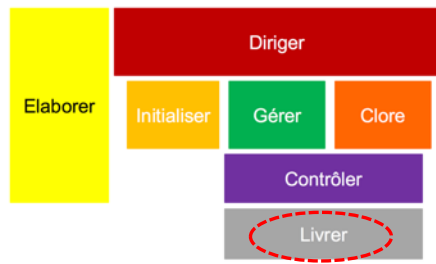 Diriger
Elaborer
Initialiser
Gérer
Clore
Contrôler
Livrer